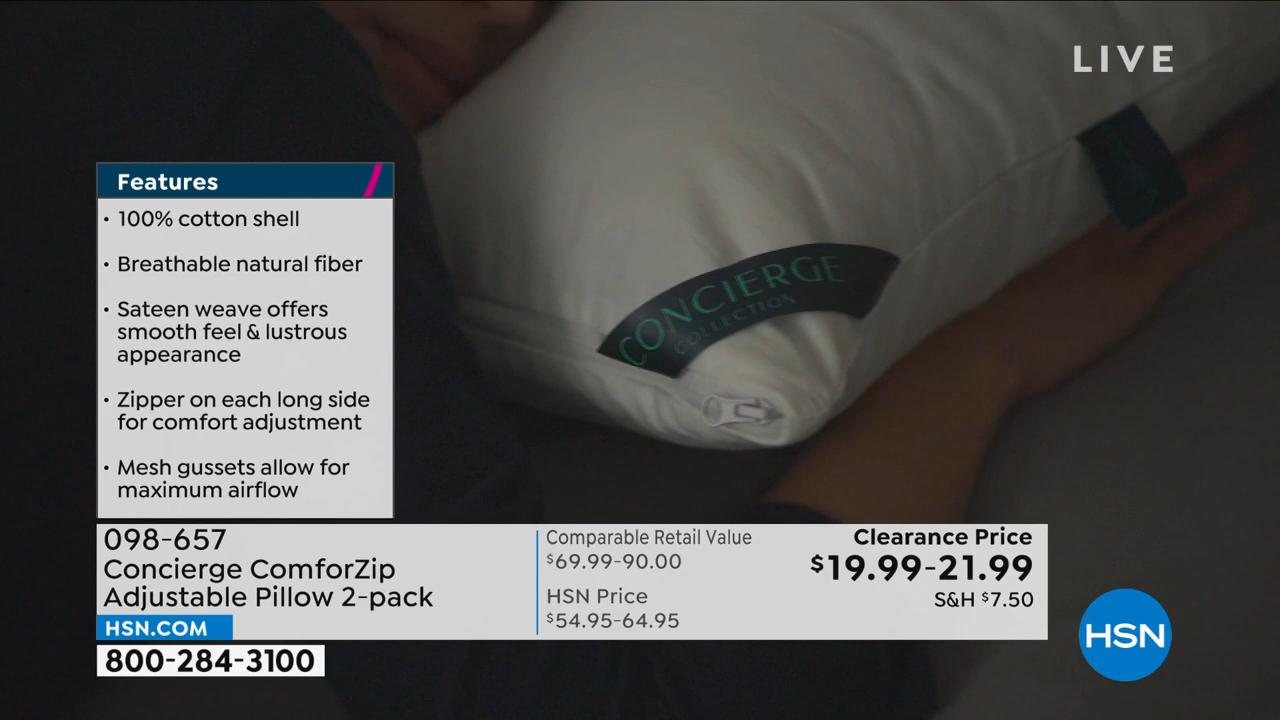 LIVE
Features
• 100% cotton shell
• Breathable natural fiber
• Sateen weave offers
smooth feel & lustrous
appearance
• Zipper on each long side
for comfort adjustment
• Mesh gussets allow for
maximum airflow
CONCIERGE
COLLECTION
098-657
Concierge ComforZip
Adjustable Pillow 2-pack
HSN.COM
800-284-3100
Comparable Retail Value
$69.99-90.00
HSN Price
$54.95-64.95
Clearance Price
$19.99-21.99
S&H $7.50
HSN